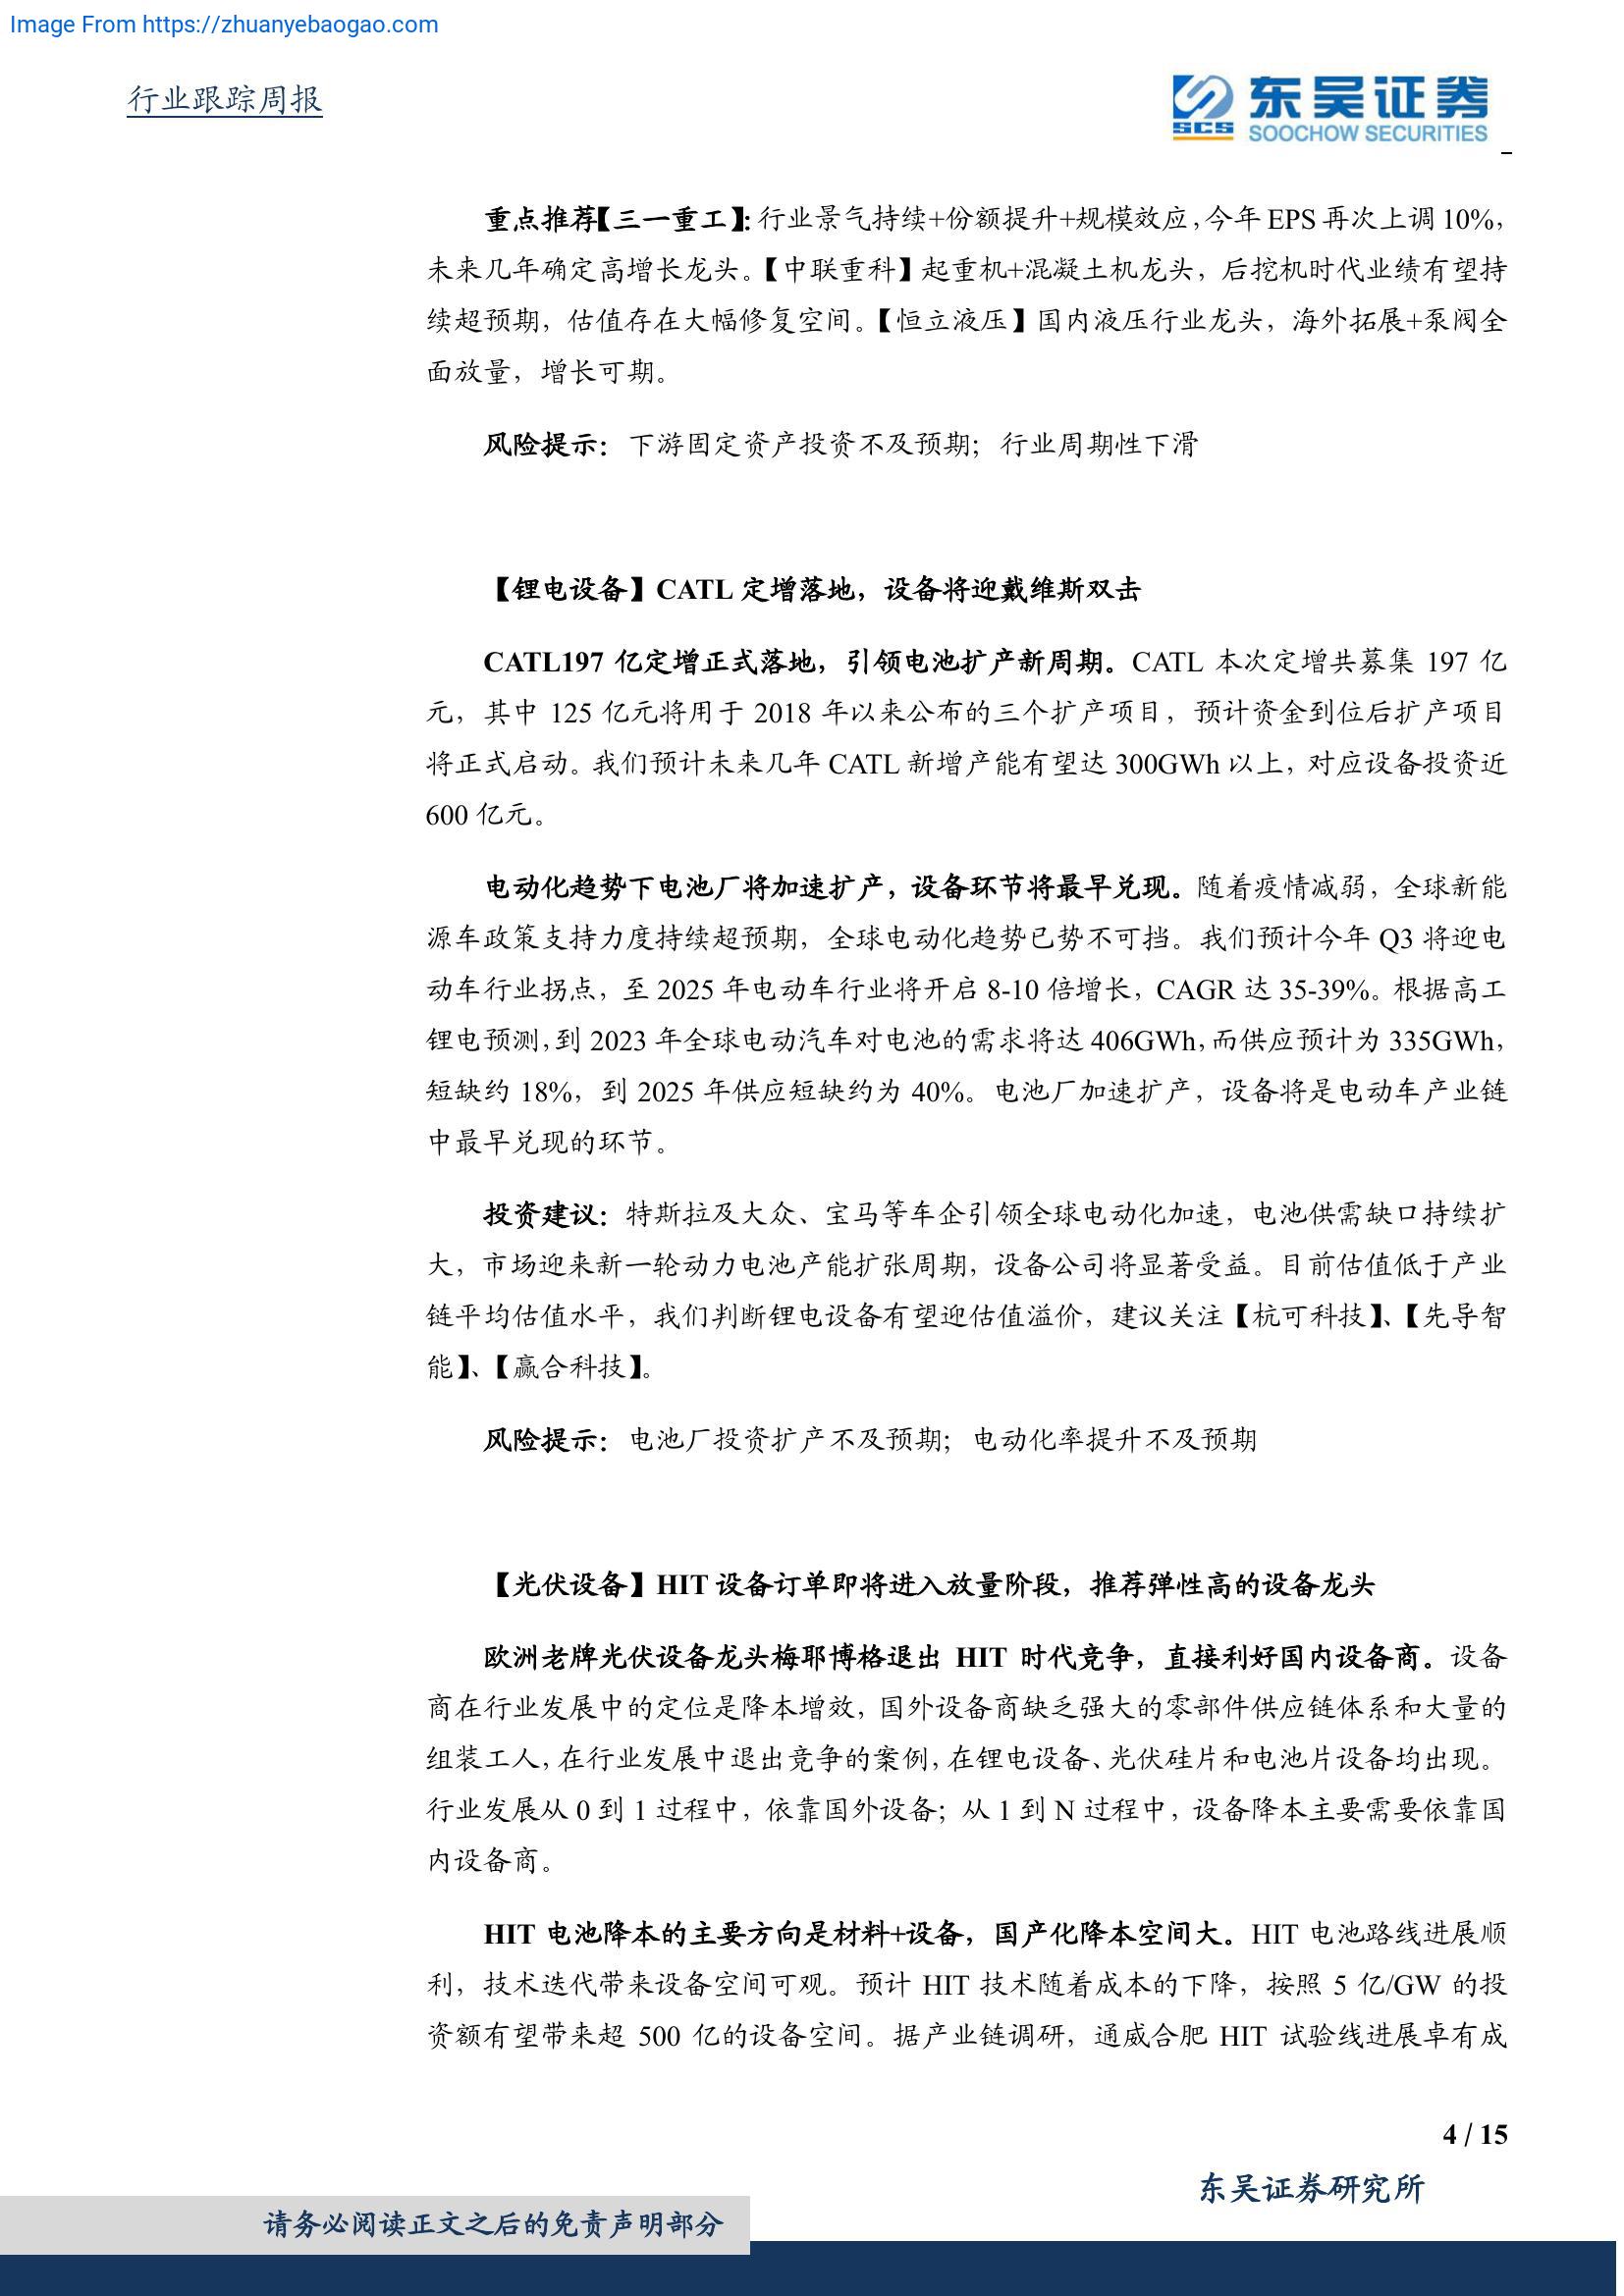 Image From https://zhuanyebaogao.com
行业跟踪周报
SCS
东吴证券
SOOCHOW SECURITIES
重点推荐【三一重工】：行业景气持续+份额提升+规模效应，今年 EPS 再次上调 10%，
未来几年确定高增长龙头。【中联重科】起重机+混凝土机龙头，后挖机时代业绩有望持
续超预期，估值存在大幅修复空间。【恒立液压】国内液压行业龙头，海外拓展+泵阀全
面放量，增长可期。
风险提示：下游固定资产投资不及预期；行业周期性下滑
【锂电设备】CATL 定增落地，设备将迎戴维斯双击
CATL197 亿定增正式落地，引领电池扩产新周期。CATL 本次定增共募集 197 亿
元，其中 125 亿元将用于 2018 年以来公布的三个扩产项目，预计资金到位后扩产项目
将正式启动。我们预计未来几年 CATL 新增产能有望达 300GWh 以上，对应设备投资近
600 亿元。
电动化趋势下电池厂将加速扩产，设备环节将最早兑现。随着疫情减弱，全球新能
源车政策支持力度持续超预期，全球电动化趋势已势不可挡。我们预计今年 Q3 将迎电
动车行业拐点，至 2025 年电动车行业将开启 8-10 倍增长，CAGR 达 35-39%。根据高工
锂电预测，到 2023 年全球电动汽车对电池的需求将达 406GWh，而供应预计为 335GWh，
短缺约 18%，到 2025 年供应短缺约为 40%。电池厂加速扩产，设备将是电动车产业链
中最早兑现的环节。
投资建议：特斯拉及大众、宝马等车企引领全球电动化加速，电池供需缺口持续扩
大，市场迎来新一轮动力电池产能扩张周期，设备公司将显著受益。目前估值低于产业
链平均估值水平，我们判断锂电设备有望迎估值溢价，建议关注【杭可科技】、【先导智
能】、【赢合科技】。
风险提示：电池厂投资扩产不及预期；电动化率提升不及预期
【光伏设备】HIT 设备订单即将进入放量阶段，推荐弹性高的设备龙头
欧洲老牌光伏设备龙头梅耶博格退出 HIT 时代竞争，直接利好国内设备商。设备
商在行业发展中的定位是降本增效，国外设备商缺乏强大的零部件供应链体系和大量的
组装工人，在行业发展中退出竞争的案例，在锂电设备、光伏硅片和电池片设备均出现。
行业发展从 0 到 1 过程中，依靠国外设备；从 1 到 N 过程中，设备降本主要需要依靠国
内设备商。
HIT 电池降本的主要方向是材料+设备，国产化降本空间大。HIT 电池路线进展顺
利，技术迭代带来设备空间可观。预计 HIT 技术随着成本的下降，按照 5 亿/GW 的投
资额有望带来超 500 亿的设备空间。据产业链调研，通威合肥 HIT 试验线进展卓有成
4 / 15
东吴证券研究所
请务必阅读正文之后的免责声明部分